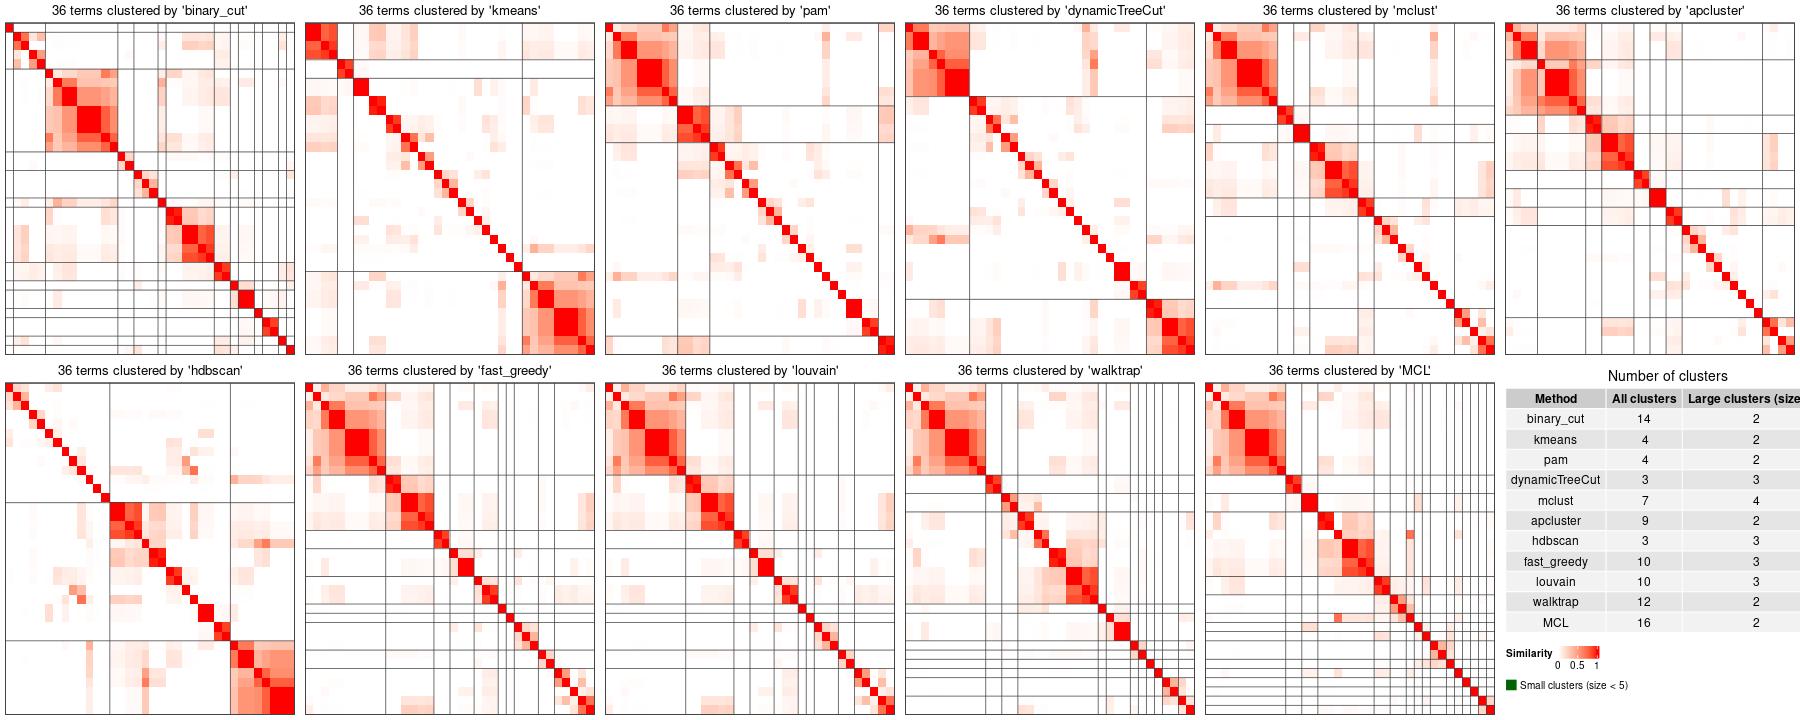 36 terms clustered by 'binary_cut'
36 terms clustered by 'kmeans'
36 terms clustered by 'pam'
36 terms clustered by 'dynamicTreeCut'
36 terms clustered by 'mclust'
36 terms clustered by 'apcluster'
36 terms clustered by 'hdbscan'
36 terms clustered by 'fast_greedy'
36 terms clustered by 'louvain'
36 terms clustered by 'walktrap'
36 terms clustered by 'MCL'
Number of clusters
Method All clusters Large clusters (size
binary_cut 14 2
kmeans 4 2
pam 4 2
dynamicTreeCut 3 3
mclust 7 4
apcluster 9 2
hdbscan 3 3
fast_greedy 10 3
louvain 10 3
walktrap 12 2
MCL 16 2
Similarity
0 0.5 1
Small clusters (size < 5)